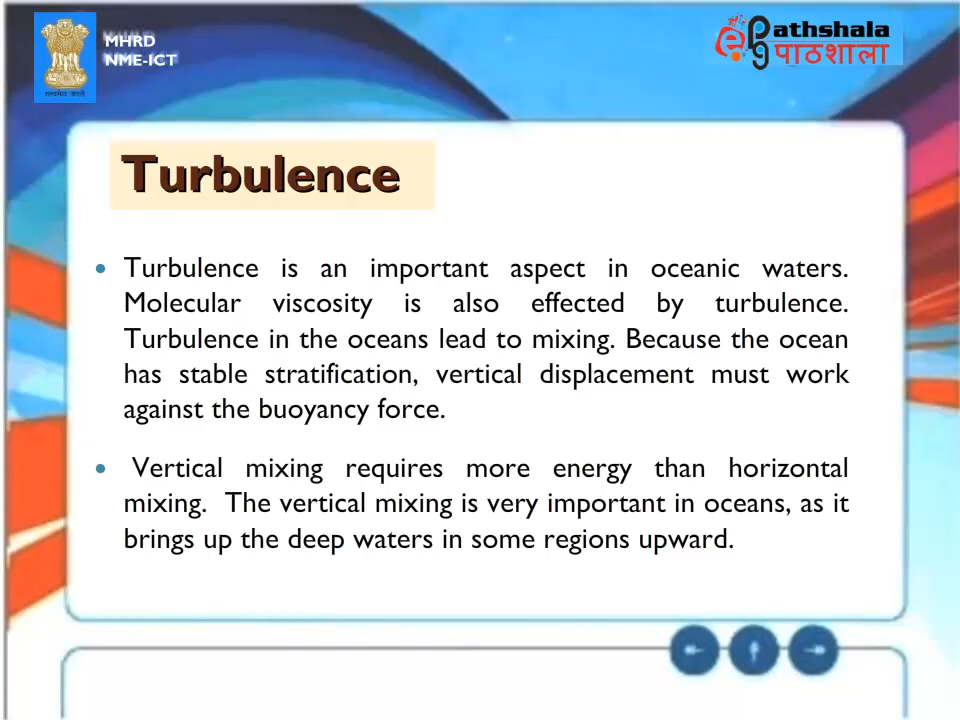 MHRD
NME-ICT
ePathshala
पाठशाला
Turbulence
• Turbulence is an important aspect in oceanic waters.
Molecular viscosity is also effected by turbulence.
Turbulence in the oceans lead to mixing. Because the ocean
has stable stratification, vertical displacement must work
against the buoyancy force.
• Vertical mixing requires more energy than horizontal
mixing. The vertical mixing is very important in oceans, as it
brings up the deep waters in some regions upward.